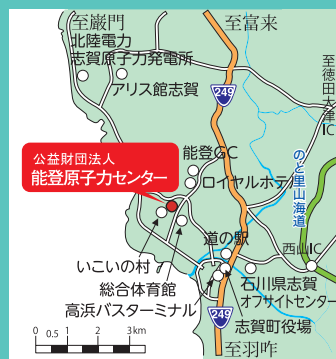 至巌門
至富来
北陸電力
志賀原子力発電所
アリス館志賀
249
至徳田大津IC
公益財団法人
能登原子力センター
能登GC
ロイヤルホテル
のと里山海道
道の駅
西山IC
いこいの村
総合体育館
高浜バスターミナル
石川県志賀
オフサイトセンター
志賀町役場
249
至羽咋
0 0.5 1 2 3km